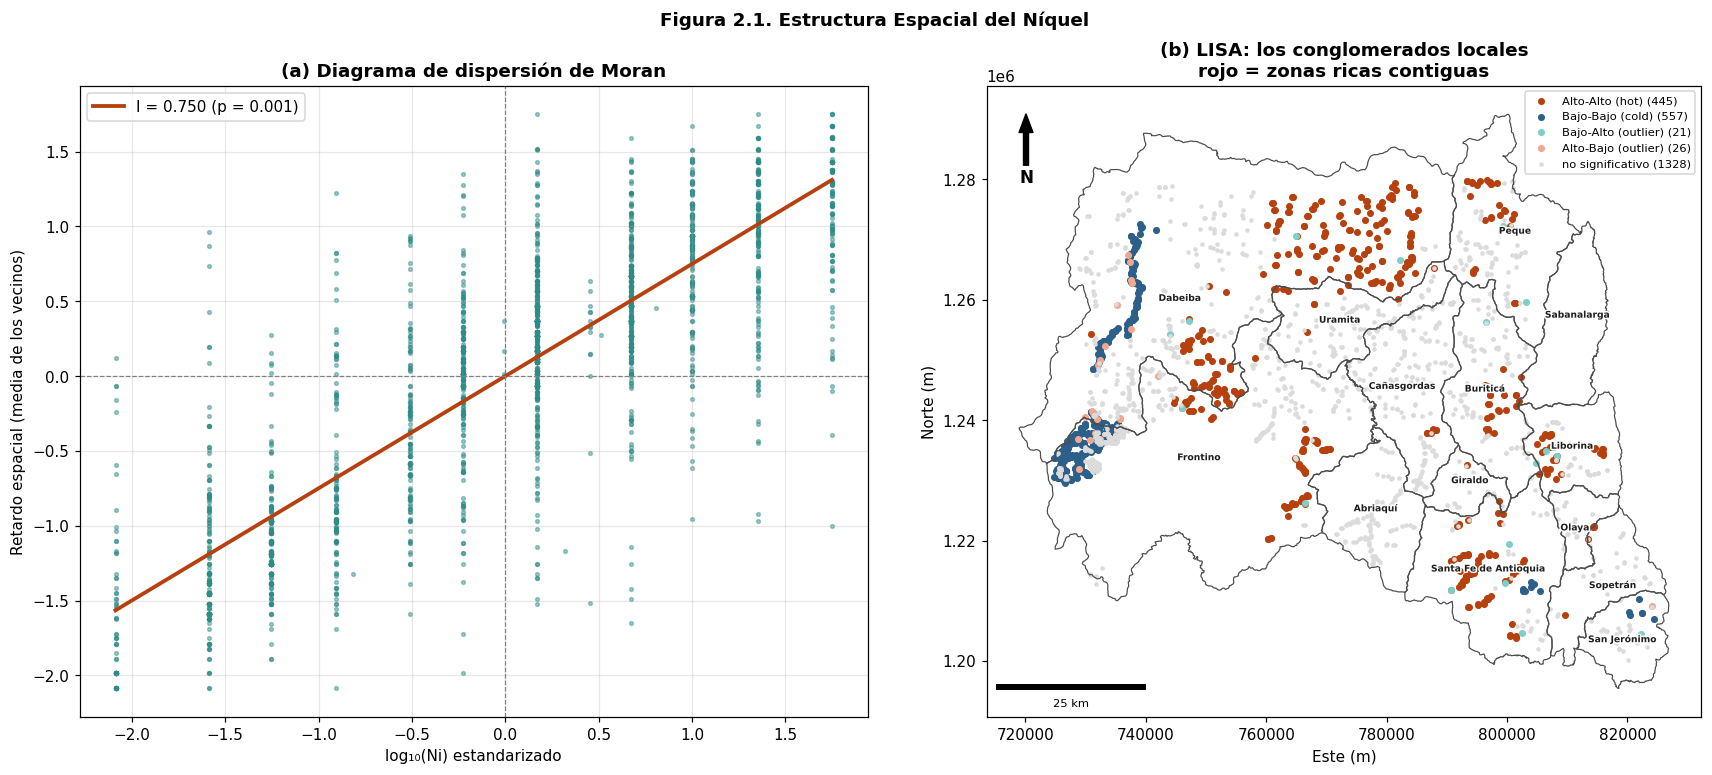 Figura 2.1. Estructura Espacial del Níquel
(a) Diagrama de dispersión de Moran
I = 0.750 (p = 0.001)
Retardo espacial (media de los vecinos)
1.5
1.0
0.5
0.0
−0.5
−1.0
−1.5
−2.0
−2.0
−1.5
−1.0
−0.5
0.0
0.5
1.0
1.5
log₁₀(Ni) estandarizado
(b) LISA: los conglomerados locales
rojo = zonas ricas contiguas
1e6
Alto-Alto (hot) (445)
Bajo-Bajo (cold) (557)
Bajo-Alto (outlier) (21)
Alto-Bajo (outlier) (26)
no significativo (1328)
N
Norte (m)
1.28
1.26
1.24
1.22
1.20
Peque
Dabeiba
Sabanalarga
Uramita
Cañasgordas
Buriticá
Liborina
Frontino
Giraldo
Abriaquí
Olaya
Santa Fe de Antioquia
Sopetrán
San Jerónimo
25 km
720000
740000
760000
780000
800000
820000
Este (m)